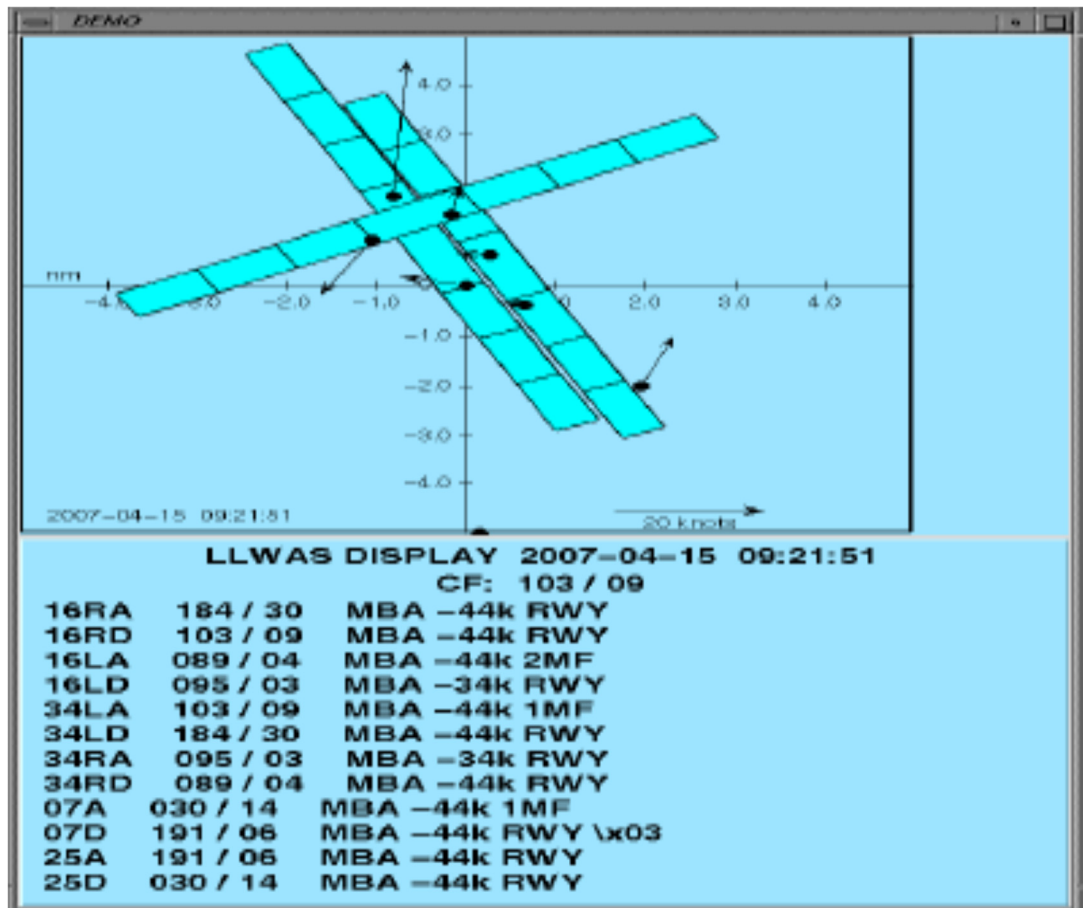 DEMO
4.0
3.0
nm
-4.0 -3.0 -2.0 -1.0 2.0 3.0 4.0
-1.0
-2.0
-3.0
-4.0
2007-04-15 09:21:51
20 knots
LLWAS DISPLAY 2007-04-15 09:21:51
CF: 103 / 09
16RA 184 / 30 MBA -44k RWY
16RD 103 / 09 MBA -44k RWY
16LA 089 / 04 MBA -44k 2MF
16LD 095 / 03 MBA -34k RWY
34LA 103 / 09 MBA -44k 1MF
34LD 184 / 30 MBA -44k RWY
34RA 095 / 03 MBA -34k RWY
34RD 089 / 04 MBA -44k RWY
07A 030 / 14 MBA -44k 1MF
07D 191 / 06 MBA -44k RWY \x03
25A 191 / 06 MBA -44k RWY
25D 030 / 14 MBA -44k RWY